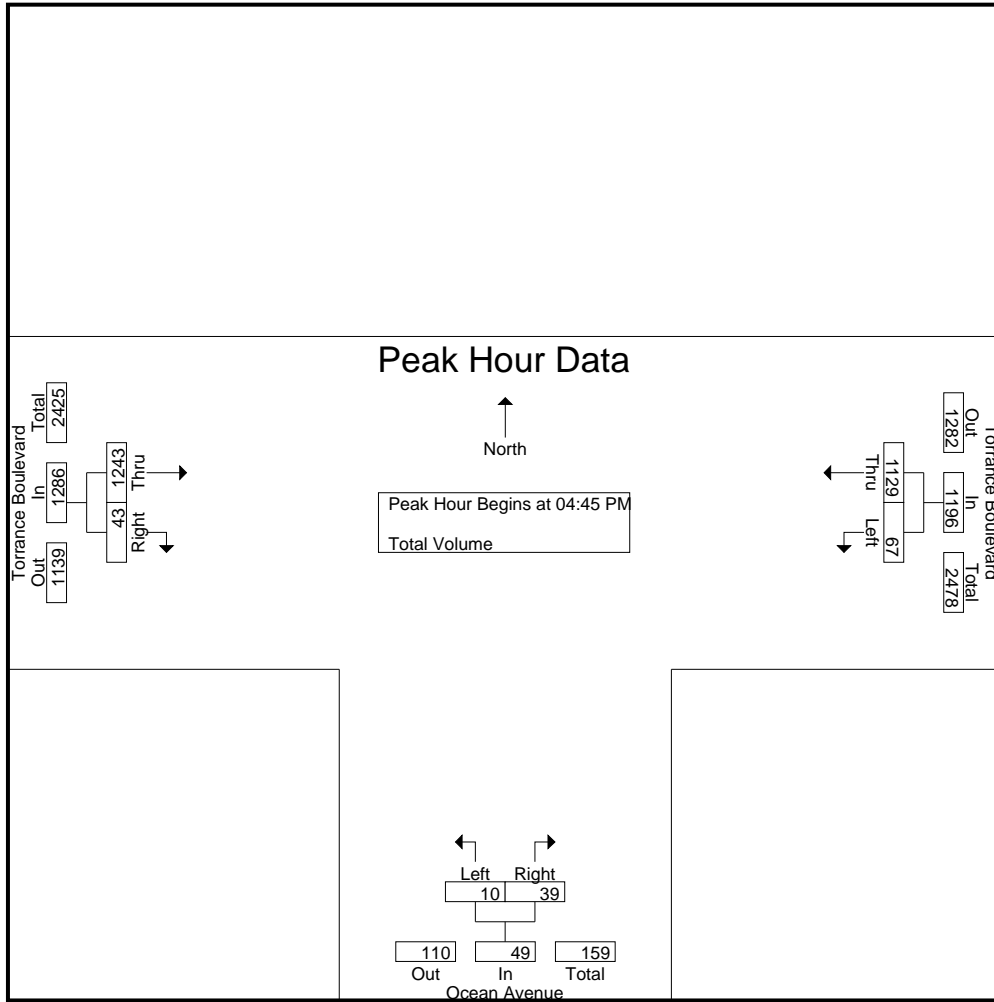 Peak Hour Data
North
Peak Hour Begins at 04:45 PM
Total Volume
Torrance Boulevard
Total
2425
In
1286
Out
1139
1243
Thru
43
Right
Torrance Boulevard
Out
1282
In
1196
Total
2478
1129
Thru
67
Left
Left Right
10 39
110 49 159
Out In Total
Ocean Avenue